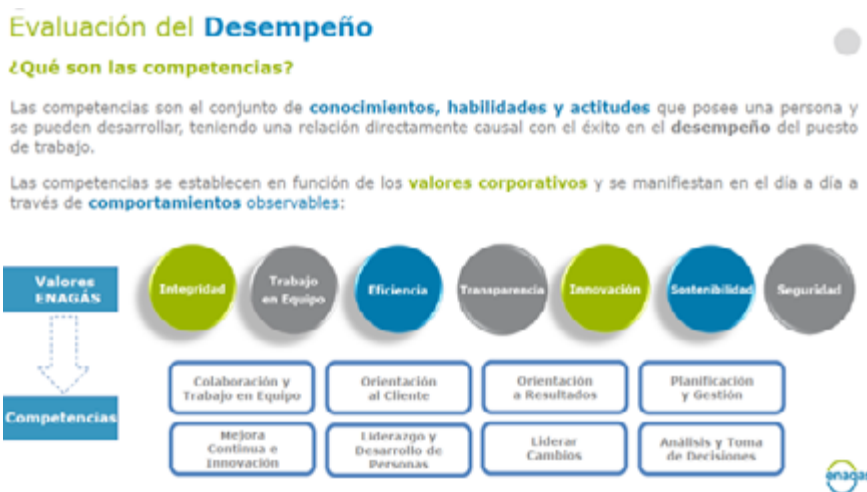 Evaluación del Desempeño
¿Qué son las competencias?
Las competencias son el conjunto de conocimientos, habilidades y actitudes que posee una persona y
se pueden desarrollar, teniendo una relación directamente causal con el éxito en el desempeño del puesto
de trabajo.
Las competencias se establecen en función de los valores corporativos y se manifiestan en el día a día a
través de comportamientos observables:
Valores
ENAGÁS
Integridad
Trabajo
en Equipo
Eficiencia
Transparencia
Innovación
Sostenibilidad
Seguridad
Competencias
Colaboración y
Trabajo en Equipo
Orientación
al Cliente
Orientación
a Resultados
Planificación
y Gestión
Mejora
Continua e
Innovación
Liderazgo y
Desarrollo de
Personas
Liderar
Cambios
Análisis y Toma
de Decisiones
enagas